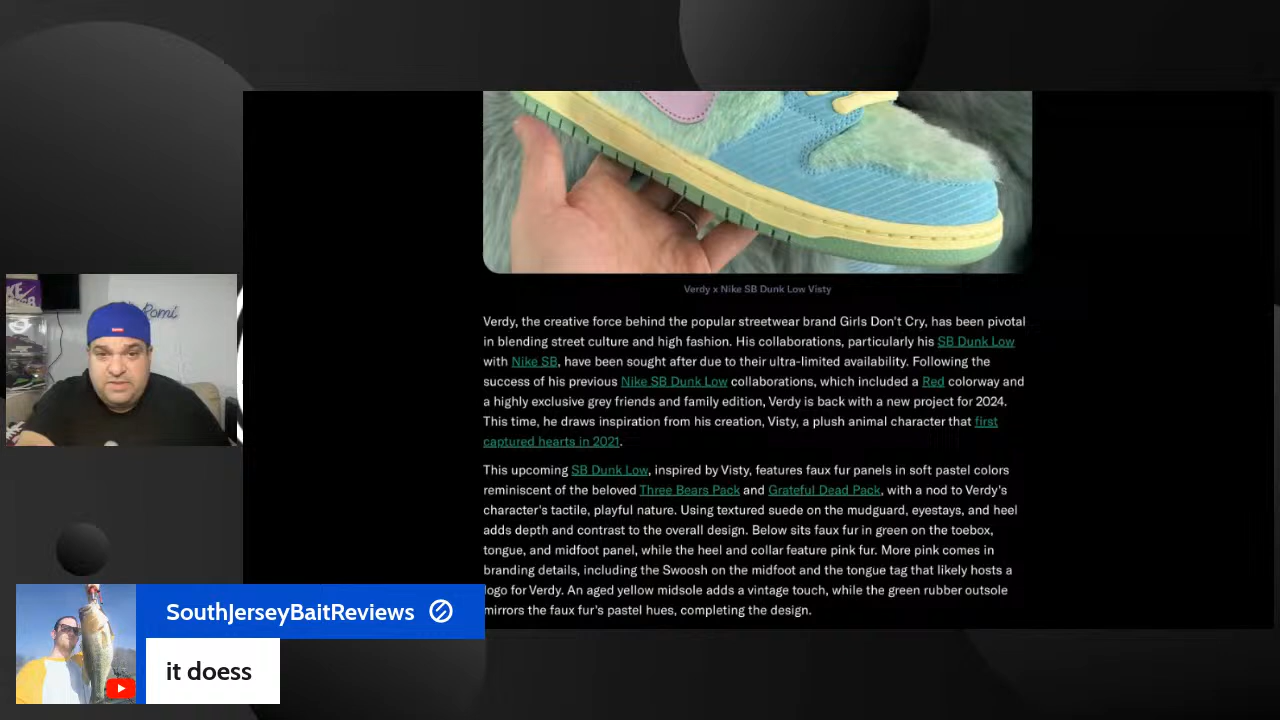 Verdy x Nike SB Dunk Low Visty
Verdy, the creative force behind the popular streetwear brand Girls Don't Cry, has been pivotal
in blending street culture and high fashion. His collaborations, particularly his SB Dunk Low
with Nike SB, have been sought after due to their ultra-limited availability. Following the
success of his previous Nike SB Dunk Low collaborations, which included a Red colorway and
a highly exclusive grey friends and family edition, Verdy is back with a new project for 2024.
This time, he draws inspiration from his creation, Visty, a plush animal character that first
captured hearts in 2021.
This upcoming SB Dunk Low, inspired by Visty, features faux fur panels in soft pastel colors
reminiscent of the beloved Three Bears Pack and Grateful Dead Pack, with a nod to Verdy's
character's tactile, playful nature. Using textured suede on the mudguard, eyestays, and heel
adds depth and contrast to the overall design. Below sits faux fur in green on the toebox,
tongue, and midfoot panel, while the heel and collar feature pink fur. More pink comes in
branding details, including the Swoosh on the midfoot and the tongue tag that likely hosts a
logo for Verdy. An aged yellow midsole adds a vintage touch, while the green rubber outsole
mirrors the faux fur's pastel hues, completing the design.
Romi
SouthJerseyBaitReviews
it doess